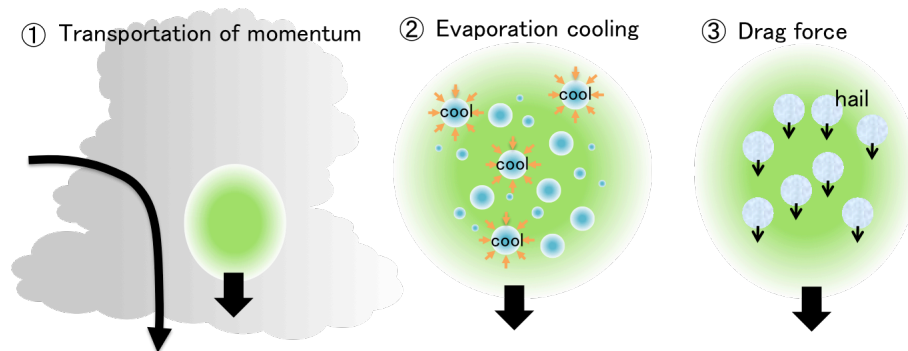 ① Transportation of momentum
② Evaporation cooling
③ Drag force
cool
cool
cool
cool
hail